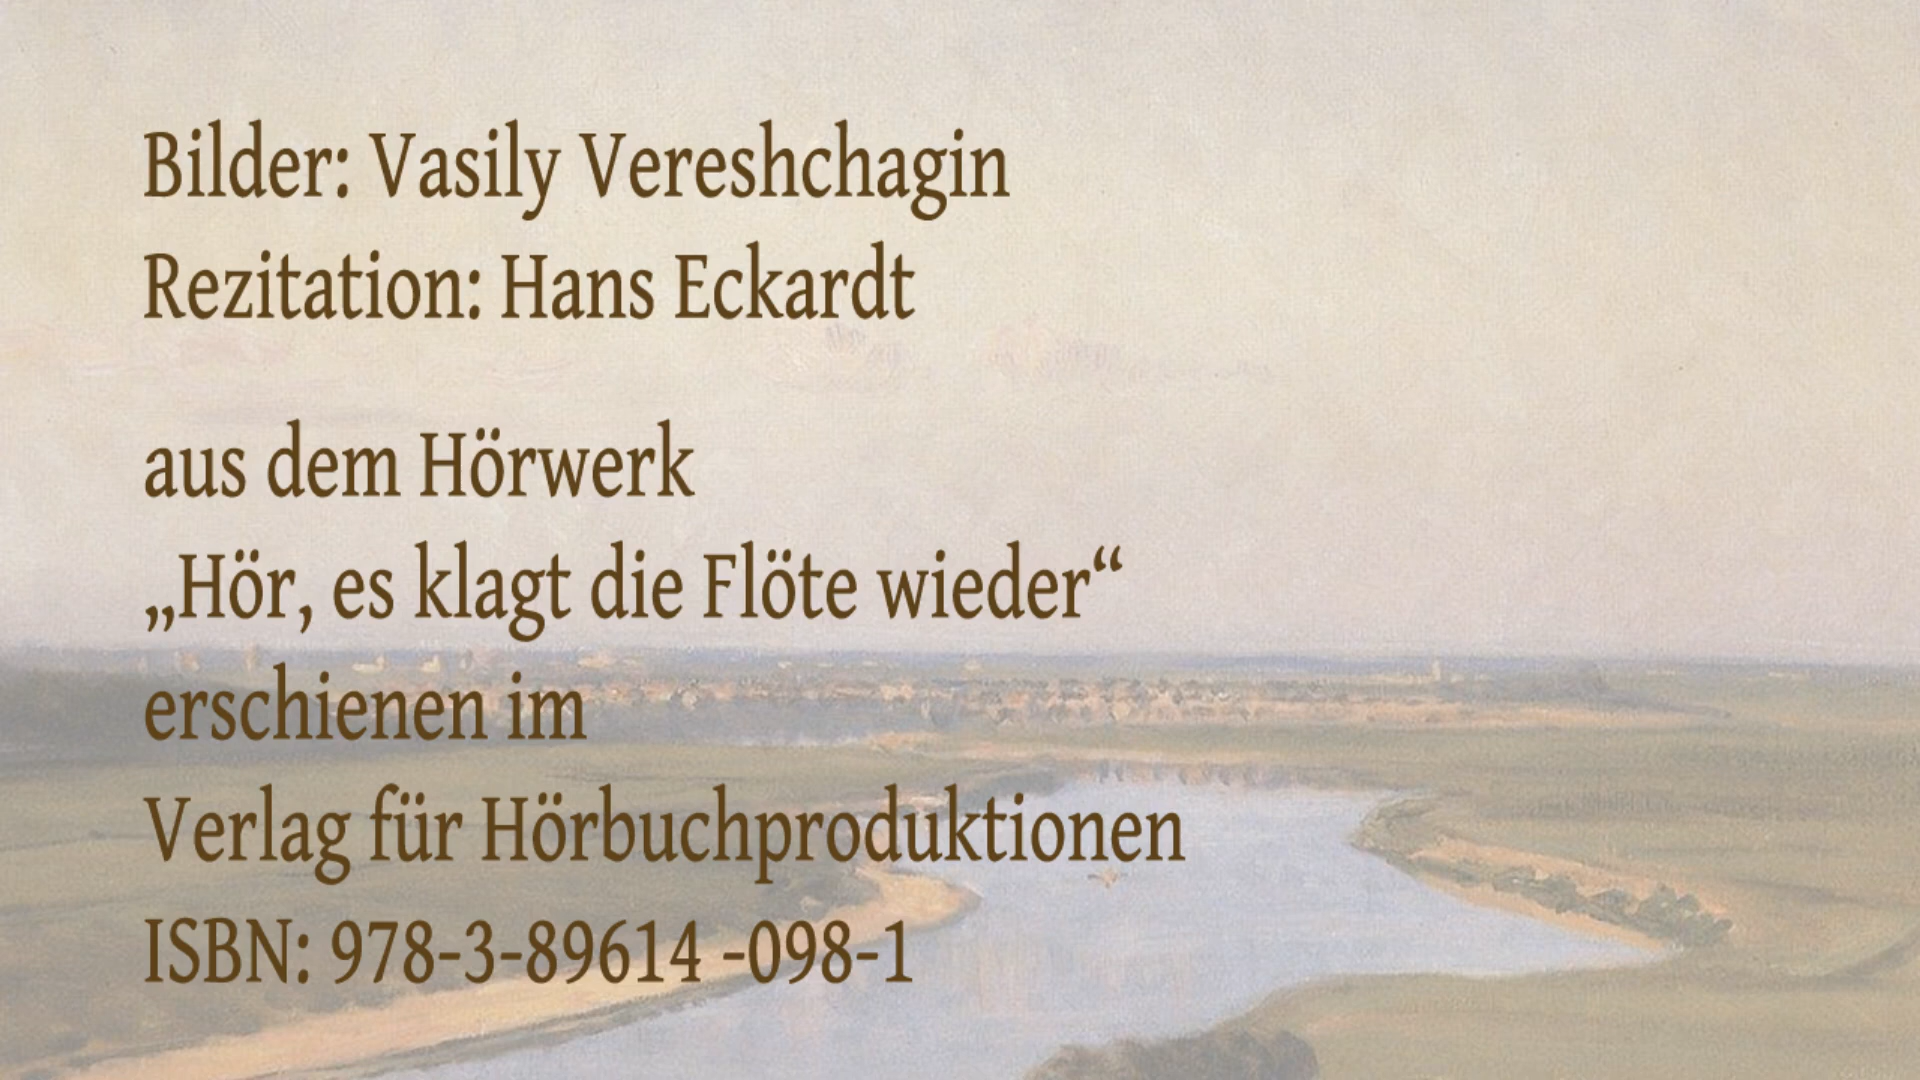 Bilder: Vasily Vereshchagin
Rezitation: Hans Eckardt
aus dem Hörwerk
„Hör, es klagt die Flöte wieder“
erschienen im
Verlag für Hörbuchproduktionen
ISBN: 978-3-89614 -098-1